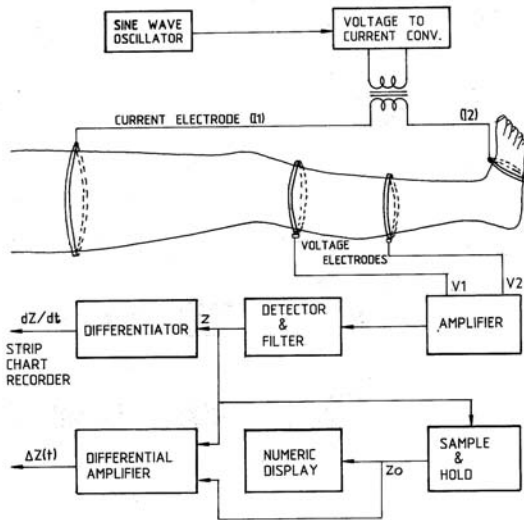 SINE WAVE
OSCILLATOR
VOLTAGE TO
CURRENT CONV.
CURRENT ELECTRODE (I1)
(I2)
VOLTAGE
ELECTRODES
V1
V2
dZ/dt
STRIP
CHART
RECORDER
DIFFERENTIATOR
Z
DETECTOR
&
FILTER
AMPLIFIER
ΔZ(t)
DIFFERENTIAL
AMPLIFIER
NUMERIC
DISPLAY
Zo
SAMPLE
&
HOLD